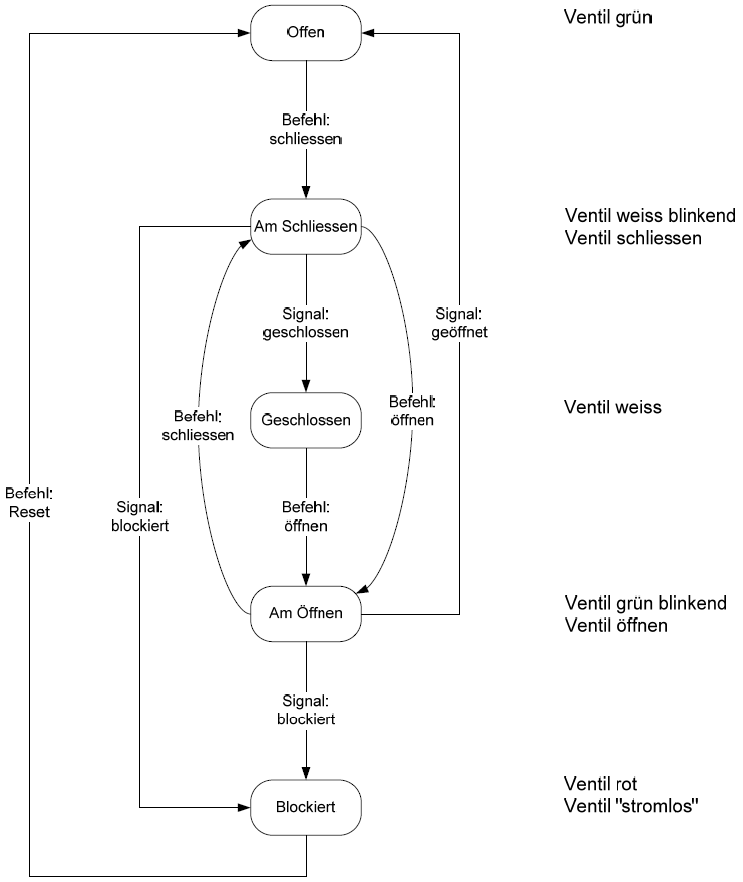 Offen
Ventil grün
Befehl:
schliessen
Am Schliessen
Ventil weiss blinkend
Ventil schliessen
Signal:
geschlossen
Signal:
geöffnet
Geschlossen
Ventil weiss
Befehl:
schliessen
Befehl:
öffnen
Befehl:
Reset
Signal:
blockiert
Befehl:
öffnen
Am Öffnen
Ventil grün blinkend
Ventil öffnen
Signal:
blockiert
Blockiert
Ventil rot
Ventil "stromlos"